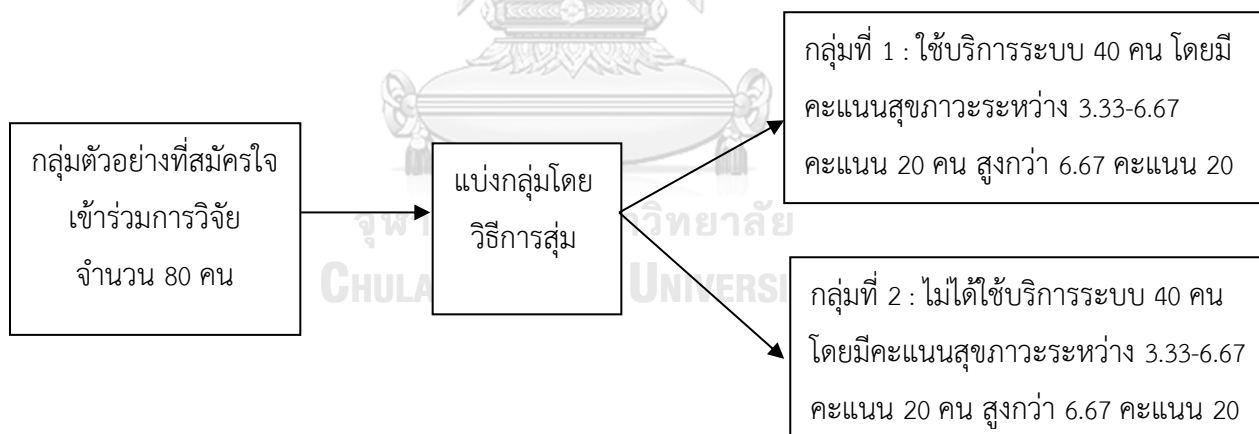 กลุ่มตัวอย่างที่สมัครใจ
เข้าร่วมการวิจัย
จำนวน 80 คน
แบ่งกลุ่มโดย
วิธีการสุ่ม
กลุ่มที่ 1 : ใช้บริการระบบ 40 คน โดยมี
คะแนนสุขภาวะระหว่าง 3.33-6.67
คะแนน 20 คน สูงกว่า 6.67 คะแนน 20
กลุ่มที่ 2 : ไม่ได้ใช้บริการระบบ 40 คน
โดยมีคะแนนสุขภาวะระหว่าง 3.33-6.67
คะแนน 20 คน สูงกว่า 6.67 คะแนน 20